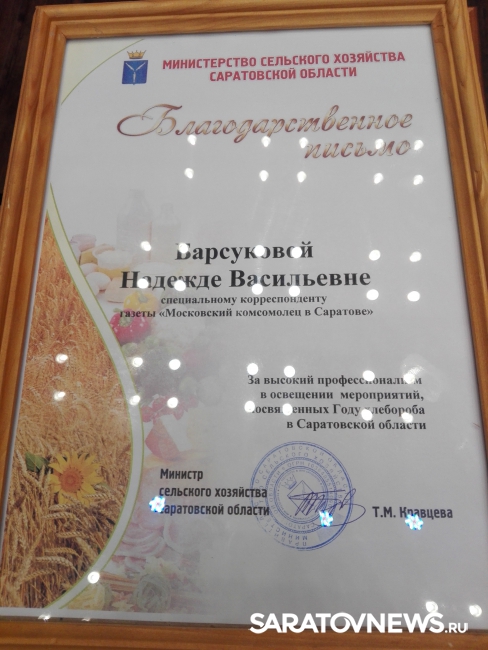 МИНИСТЕРСТВО СЕЛЬСКОГО ХОЗЯЙСТВА
САРАТОВСКОЙ ОБЛАСТИ
Благодарственное
письмо
Барсуковой
Надежде Васильевне
специальному корреспонденту
газеты «Московский комсомолец в Саратове»
За высокий профессионализм
в освещении мероприятий,
посвященных Году хлебороба
в Саратовской области
Министр
сельского хозяйства
Саратовской области
Т.М. Кравцева
SARATOVNEWS.RU